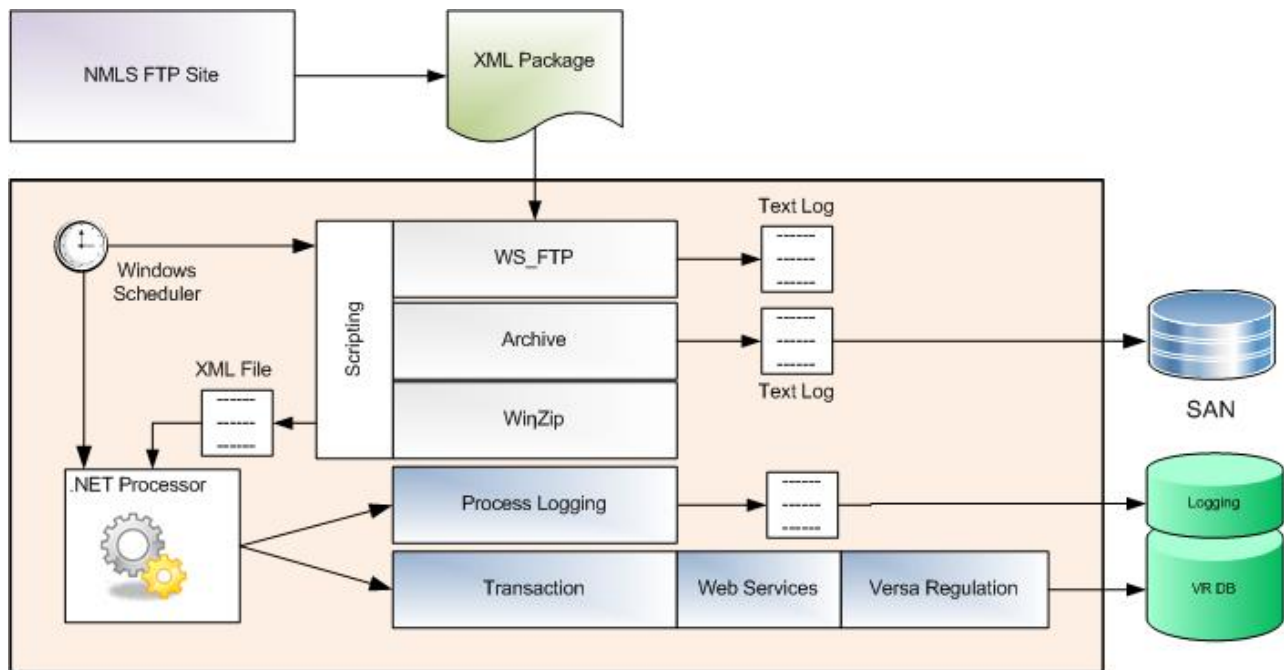 NMLS FTP Site
XML Package
Text Log
------
------
------
WS_FTP
Windows
Scheduler
Scripting
Archive
------
------
------
XML File
Text Log
------
------
------
WinηZip
SAN
.NET Processor
Process Logging
------
------
------
Logging
Transaction
Web Services
Versa Regulation
VR DB